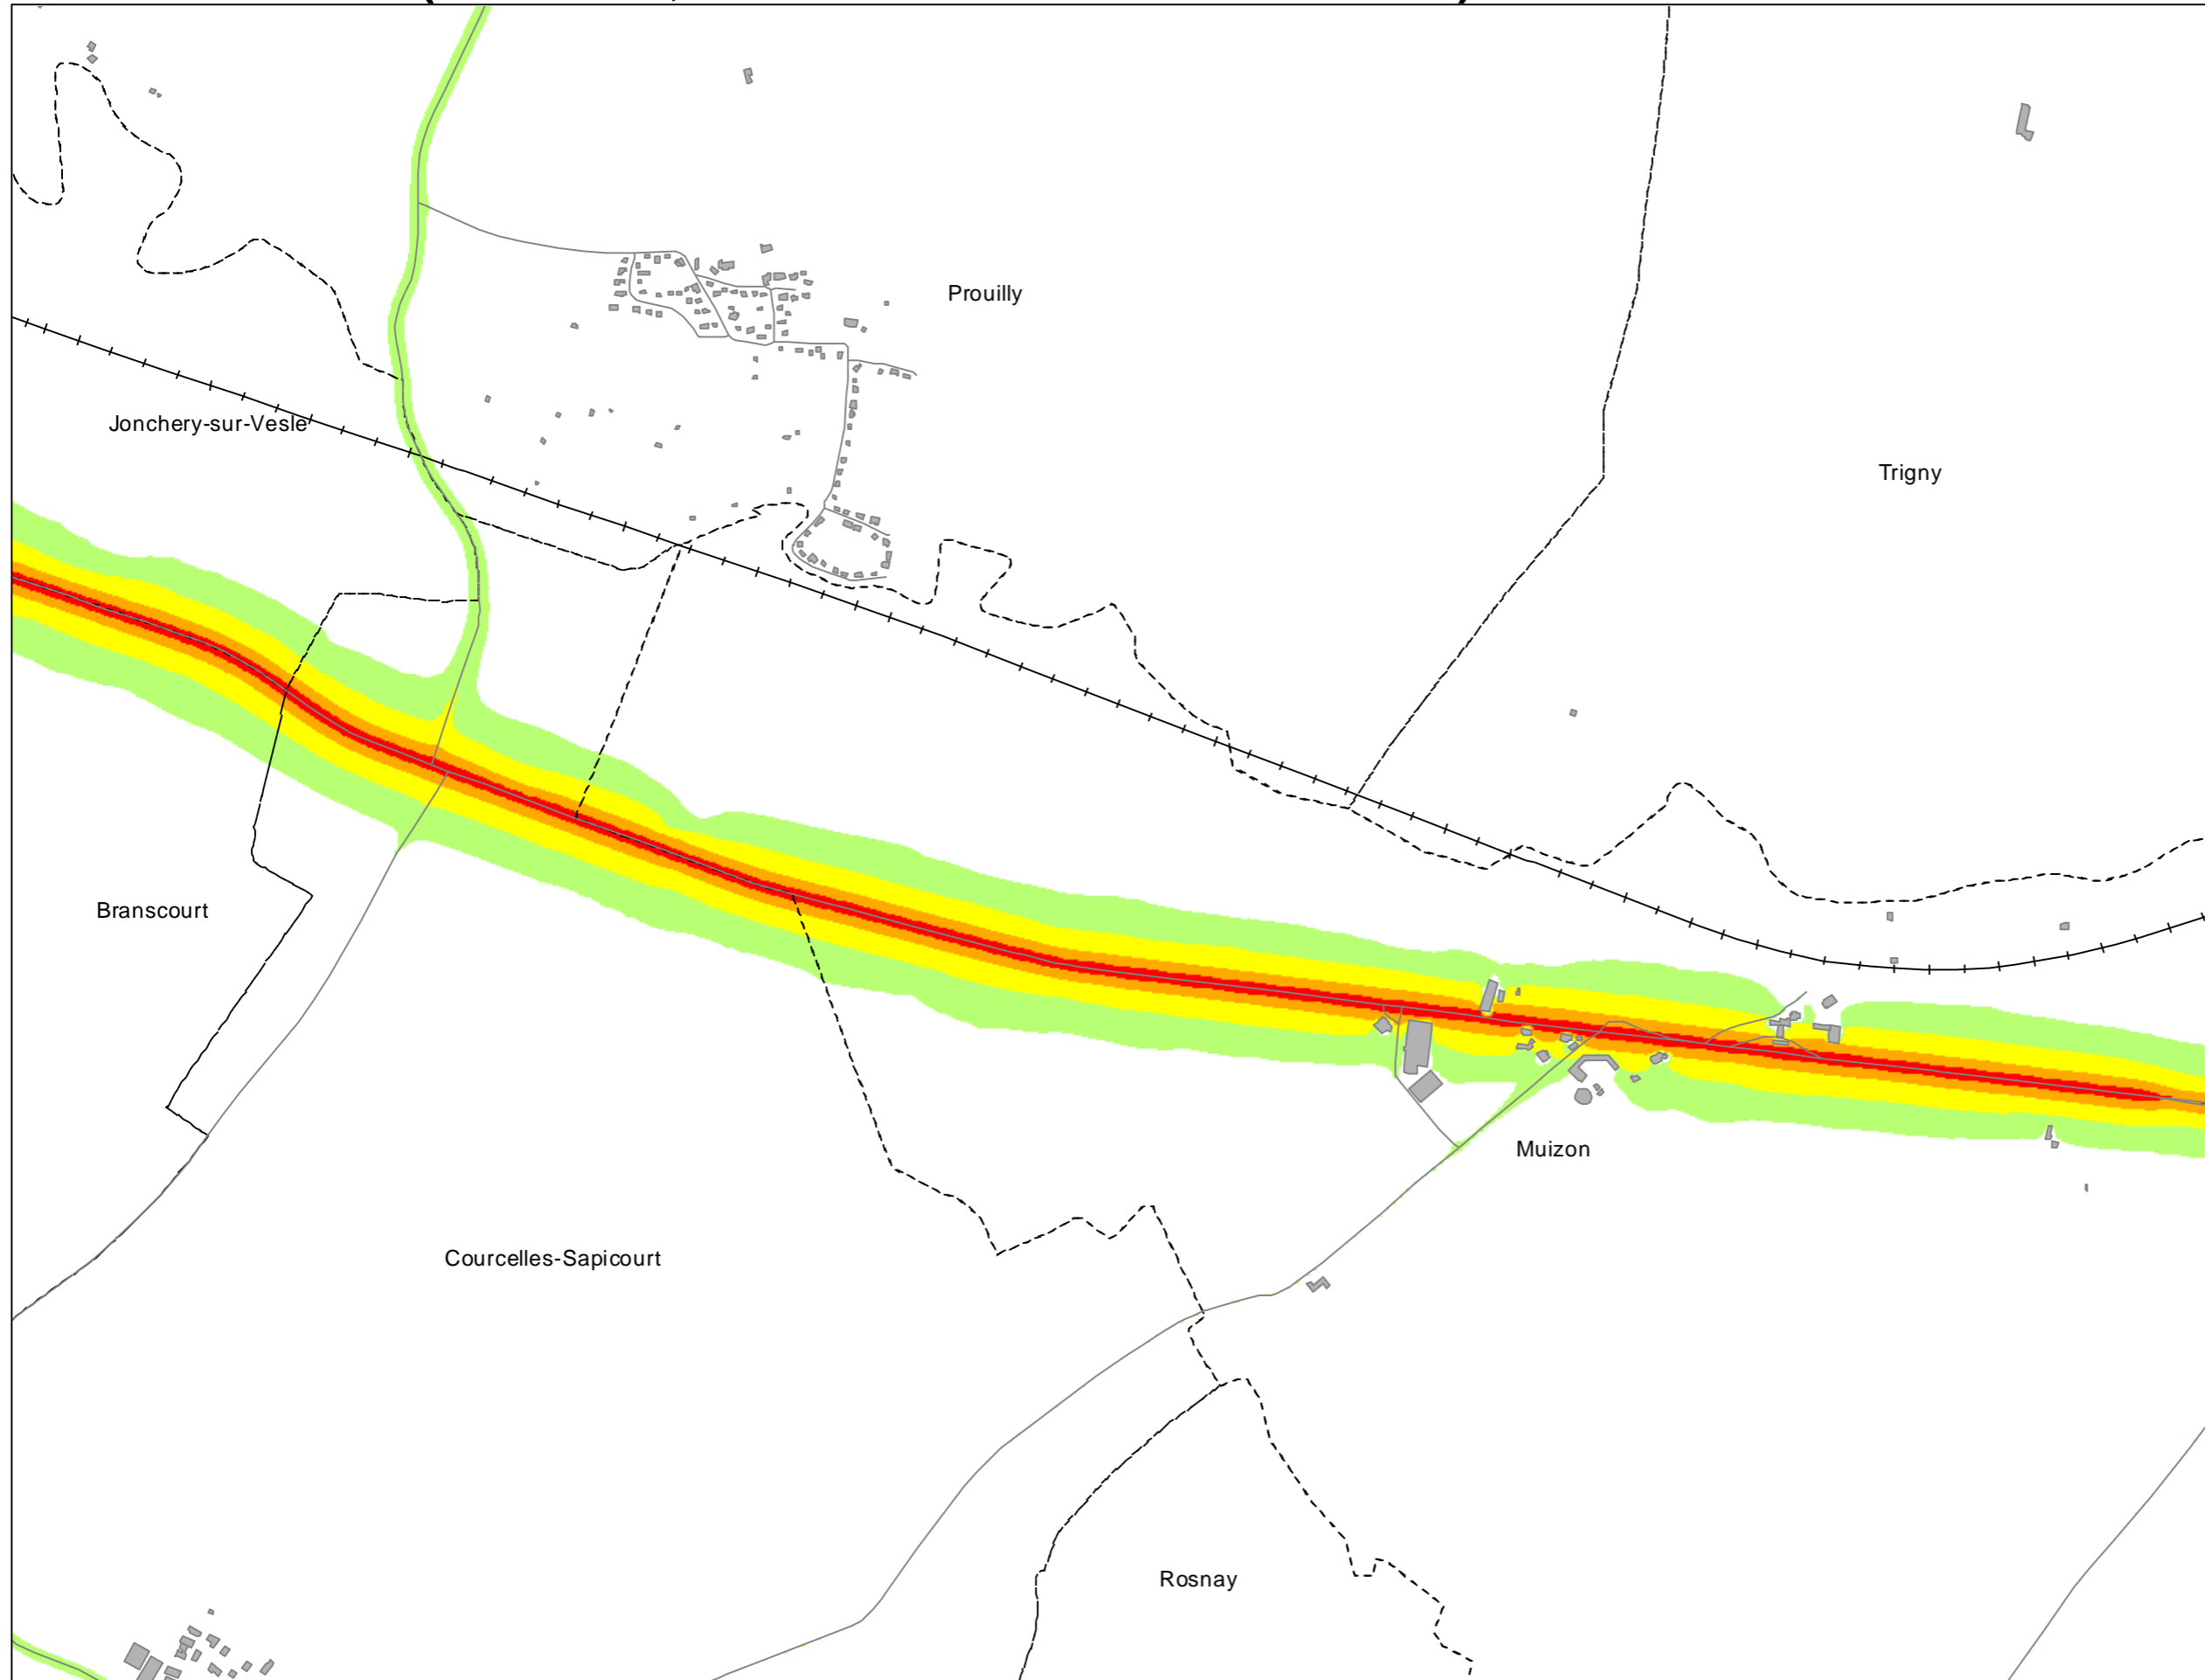 Prouilly
Jonchery-sur-Vesle
Trigny
Branscourt
Muizon
Courcelles-Sapicourt
Rosnay